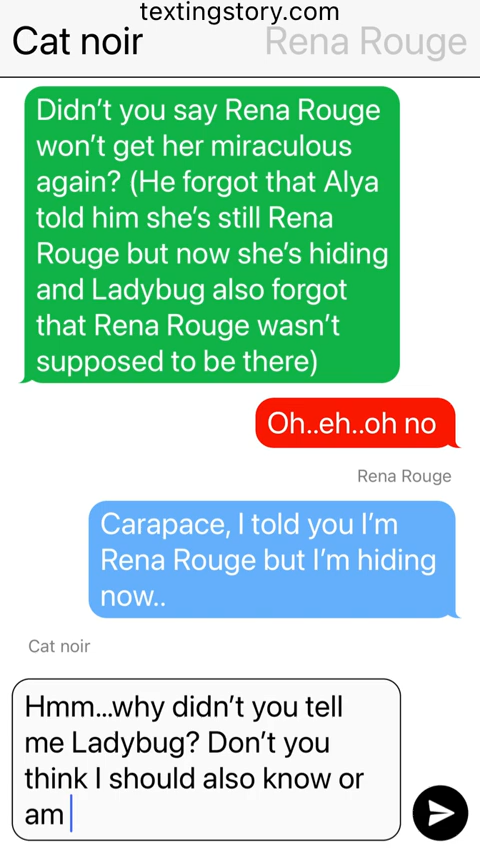 textingstory.com
Cat noir
Rena Rouge
Didn’t you say Rena Rouge
won’t get her miraculous
again? (He forgot that Alya
told him she’s still Rena
Rouge but now she’s hiding
and Ladybug also forgot
that Rena Rouge wasn’t
supposed to be there)
Oh..eh..oh no
Rena Rouge
Carapace, I told you I’m
Rena Rouge but I’m hiding
now..
Cat noir
Hmm...why didn’t you tell
me Ladybug? Don’t you
think I should also know or
am